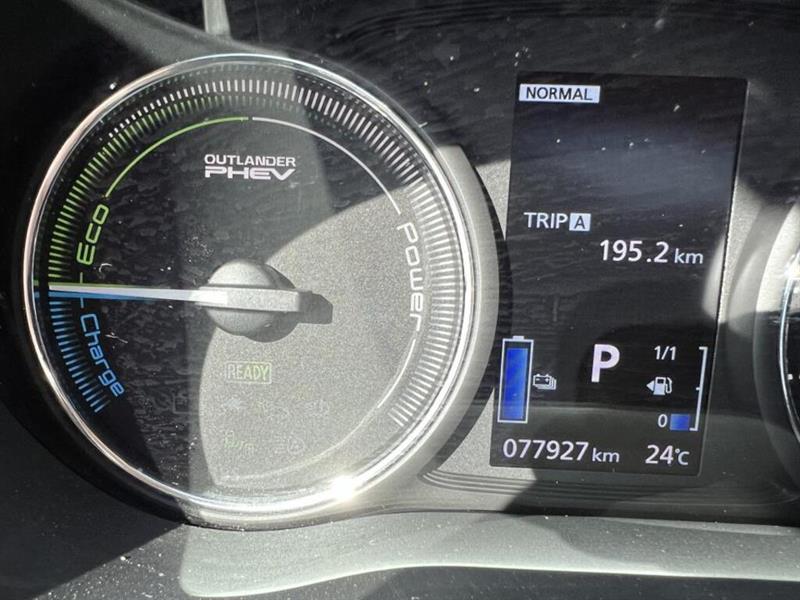 OUTLANDER
PHEV
Eco
Charge
Power
READY
NORMAL
TRIP A
195.2 km
P
1/1
0
077927 km
24°C